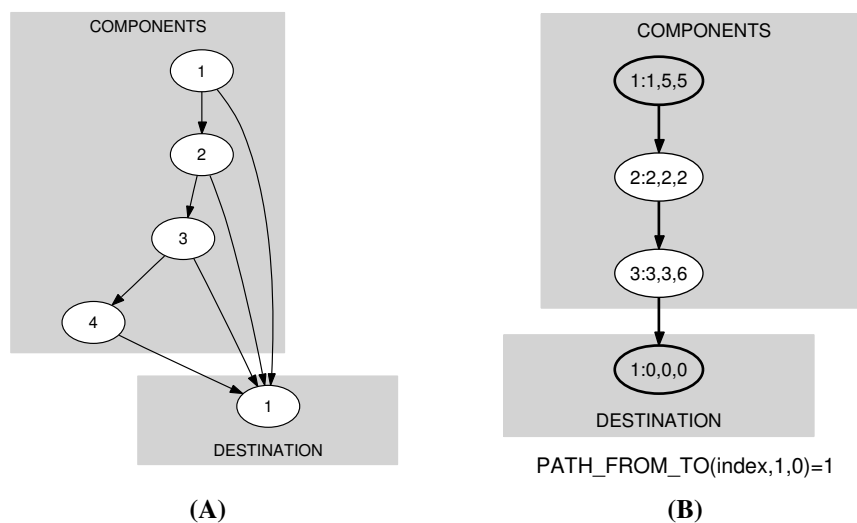 COMPONENTS
1
2
3
4
1
DESTINATION
(A)
COMPONENTS
1:1,5,5
2:2,2,2
3:3,3,6
1:0,0,0
DESTINATION
PATH_FROM_TO(index,1,0)=1
(B)